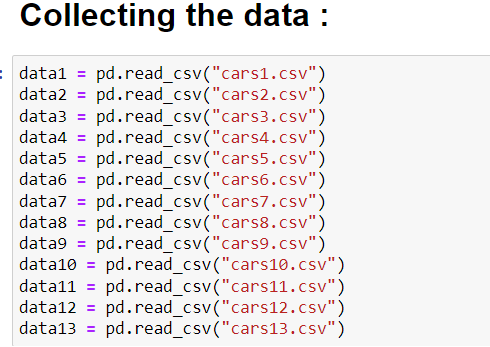 Collecting the data :
data1 = pd.read_csv("cars1.csv")
data2 = pd.read_csv("cars2.csv")
data3 = pd.read_csv("cars3.csv")
data4 = pd.read_csv("cars4.csv")
data5 = pd.read_csv("cars5.csv")
data6 = pd.read_csv("cars6.csv")
data7 = pd.read_csv("cars7.csv")
data8 = pd.read_csv("cars8.csv")
data9 = pd.read_csv("cars9.csv")
data10 = pd.read_csv("cars10.csv")
data11 = pd.read_csv("cars11.csv")
data12 = pd.read_csv("cars12.csv")
data13 = pd.read_csv("cars13.csv")